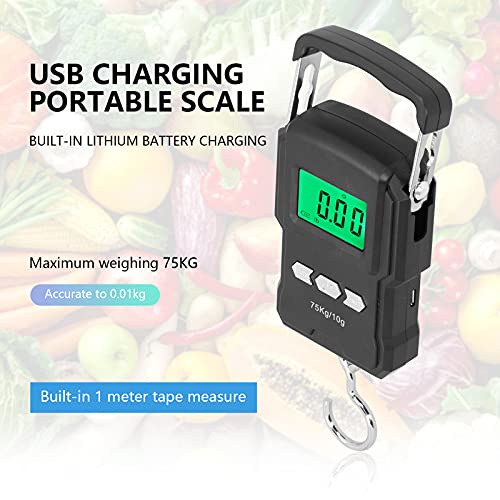 USB CHARGING
PORTABLE SCALE
BUILT-IN LITHIUM BATTERY CHARGING
0.00
Maximum weighing 75KG
Accurate to 0.01kg
75Kg/10g
Built-in 1 meter tape measure